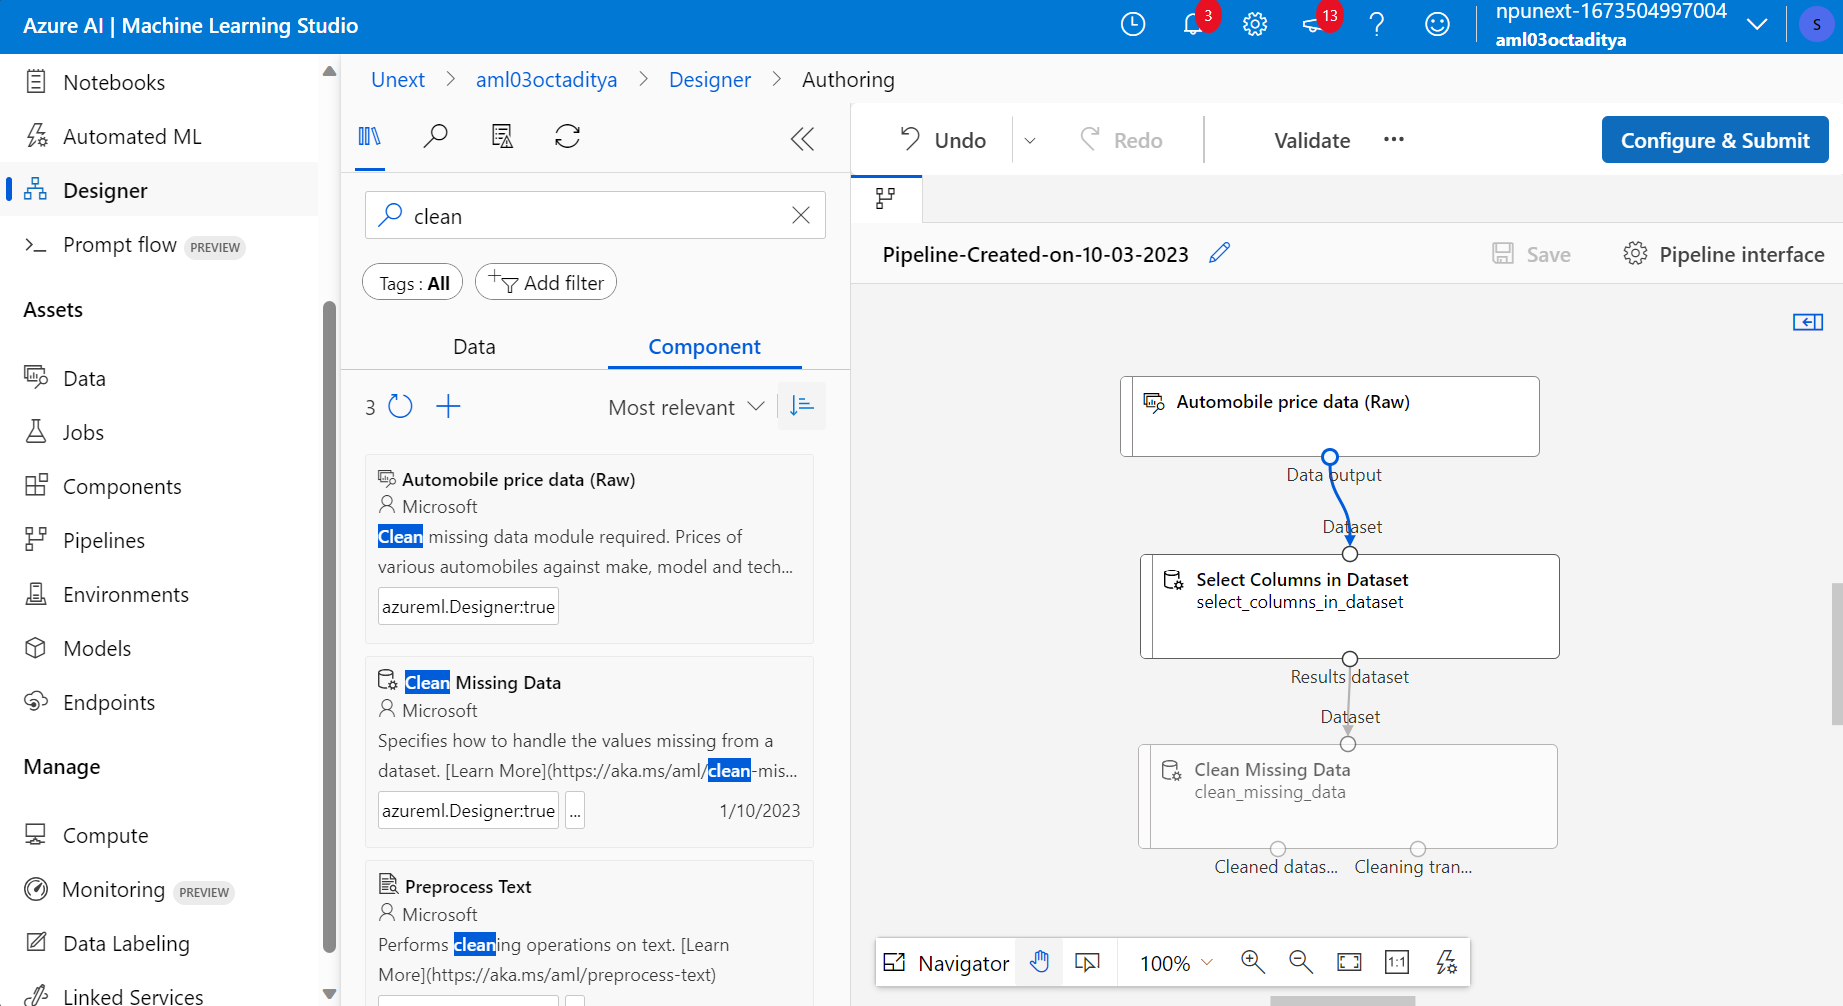 Azure AI | Machine Learning Studio
3
13
npunext-1673504997004
aml03octaditya
S
Notebooks
Automated ML
Designer
Prompt flow PREVIEW
Assets
Data
Jobs
Components
Pipelines
Environments
Models
Endpoints
Manage
Compute
Monitoring PREVIEW
Data Labeling
Linked Services
Unext > aml03octaditya > Designer > Authoring
clean
Tags : All
Add filter
Data
Component
3
Most relevant
Automobile price data (Raw)
Microsoft
Clean missing data module required. Prices of
various automobiles against make, model and tech...
azureml.Designer:true
Clean Missing Data
Microsoft
Specifies how to handle the values missing from a
dataset. [Learn More](https://aka.ms/aml/clean-mis...
azureml.Designer:true
...
1/10/2023
Preprocess Text
Microsoft
Performs cleaning operations on text. [Learn
More](https://aka.ms/aml/preprocess-text)
Undo
Redo
Validate
Configure & Submit
Pipeline-Created-on-10-03-2023
Save
Pipeline interface
Automobile price data (Raw)
Data output
Dataset
Select Columns in Dataset
select_columns_in_dataset
Results dataset
Dataset
Clean Missing Data
clean_missing_data
Cleaned datas...
Cleaning tran...
Navigator
100%
1:1